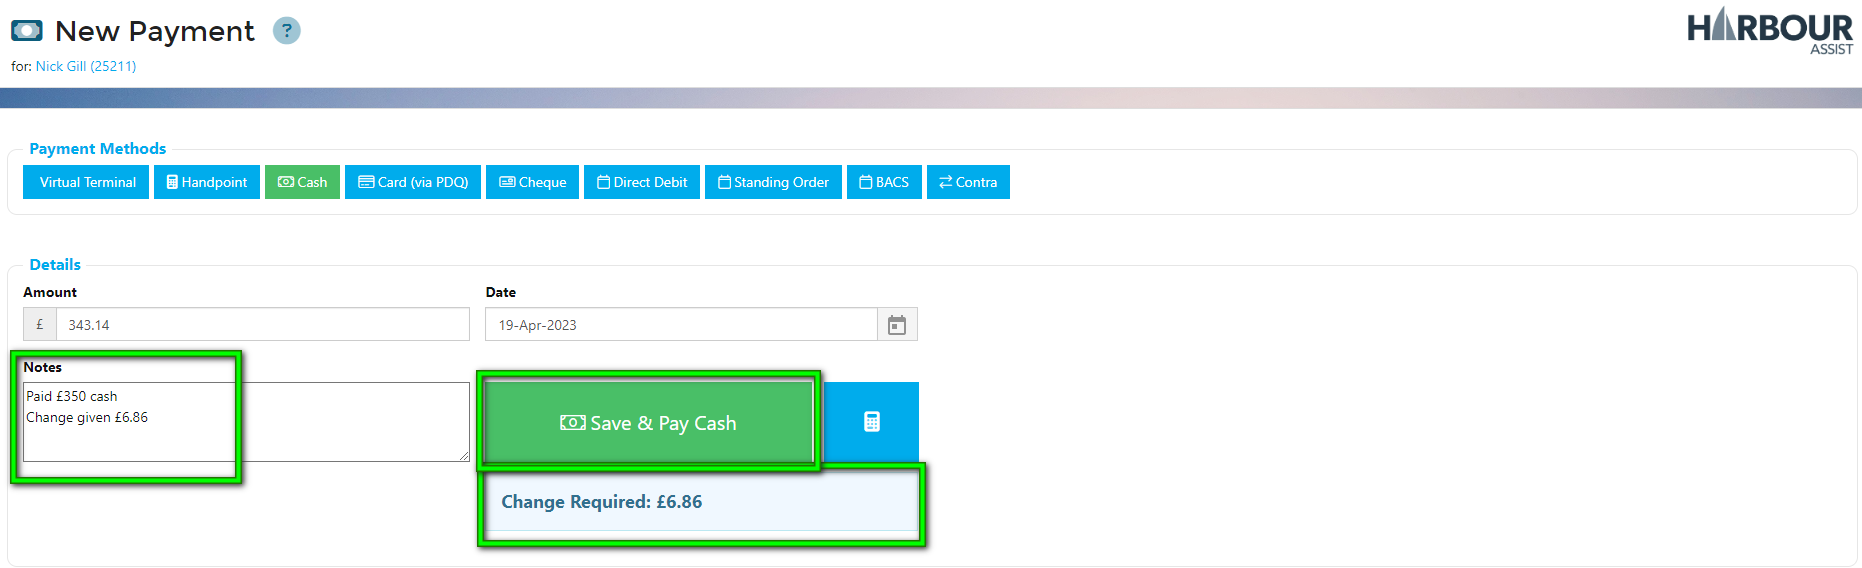 New Payment ?
HARBOUR
ASSIST
for: Nick Gill (25211)
Payment Methods
Virtual Terminal Handpoint Cash Card (via PDQ) Cheque Direct Debit Standing Order BACS Contra
Details
Amount Date
£ 343.14 19-Apr-2023
Notes
Paid £350 cash
Change given £6.86
Save & Pay Cash
Change Required: £6.86